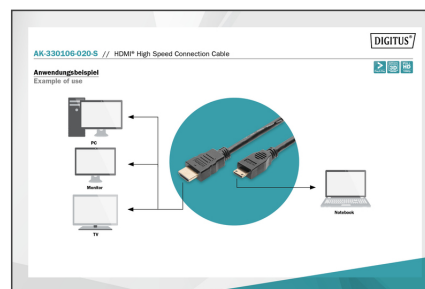 DIGITUS®
AK-330106-020-S // HDMI® High Speed Connection Cable
Anwendungsbeispiel
Example of use
PC
Monitor
TV
Notebook